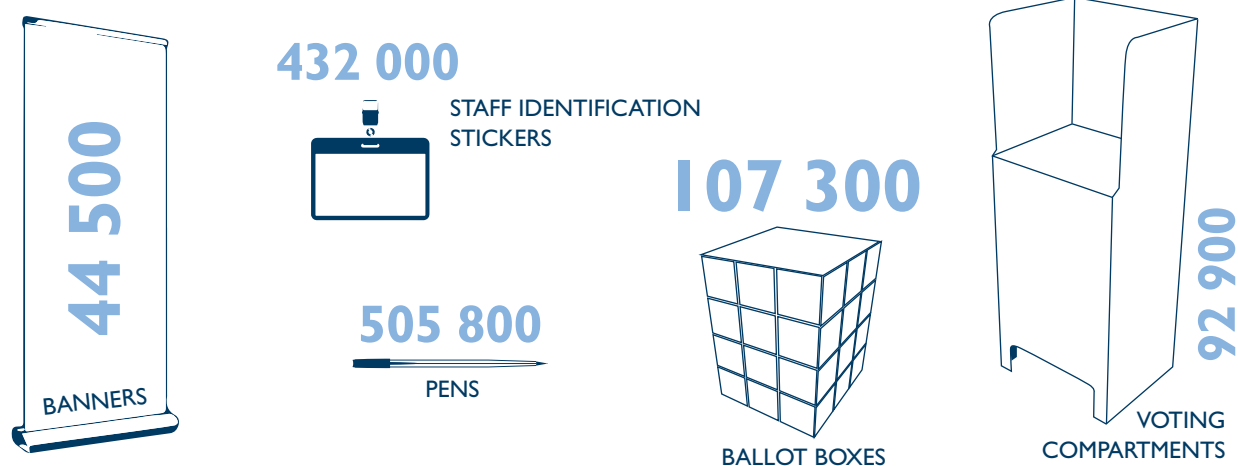 44 500
BANNERS
432 000
STAFF IDENTIFICATION
STICKERS
505 800
PENS
107 300
BALLOT BOXES
92 900
VOTING
COMPARTMENTS